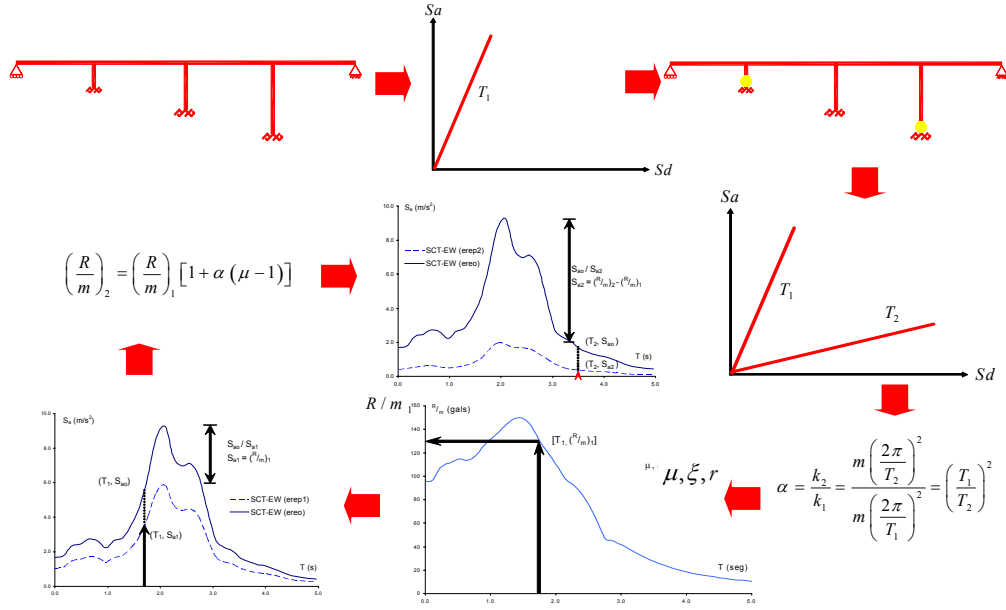 Sa
T₁
Sd
Sa
T₁
T₂
Sd
α = k₂/k₁ = m(2π/T₂)²/m(2π/T₁)² = (T₁/T₂)²
μ, ξ, r
μ,
R / m ₁
R/m (gals)
160
140
120
100
80
60
40
20
0
[T₁, (R/m)₁]
T (seg)
0.0 1.0 2.0 3.0 4.0 5.0
Sₐ (m/s²)
10.0
8.0
6.0
4.0
2.0
0.0
Sₐₒ / Sₐ₁
Sₐ₁ = (R/m)₁
(T₁, Sₐₒ)
SCT-EW (erep1)
SCT-EW (ereo)
(T₁, Sₐ₁)
T (s)
0.0 1.0 2.0 3.0 4.0 5.0
(R/m)₂ = (R/m)₁ [1 + α (μ − 1)]
Sₐ (m/s²)
10.0
8.0
6.0
4.0
2.0
0.0
SCT-EW (erep2)
SCT-EW (ereo)
Sₐₒ / Sₐ₂
Sₐ₂ = (R/m)₂ - (R/m)₁
(T₂, Sₐₒ)
T (s)
(T₂, Sₐ₂)
0.0 1.0 2.0 3.0 4.0 5.0